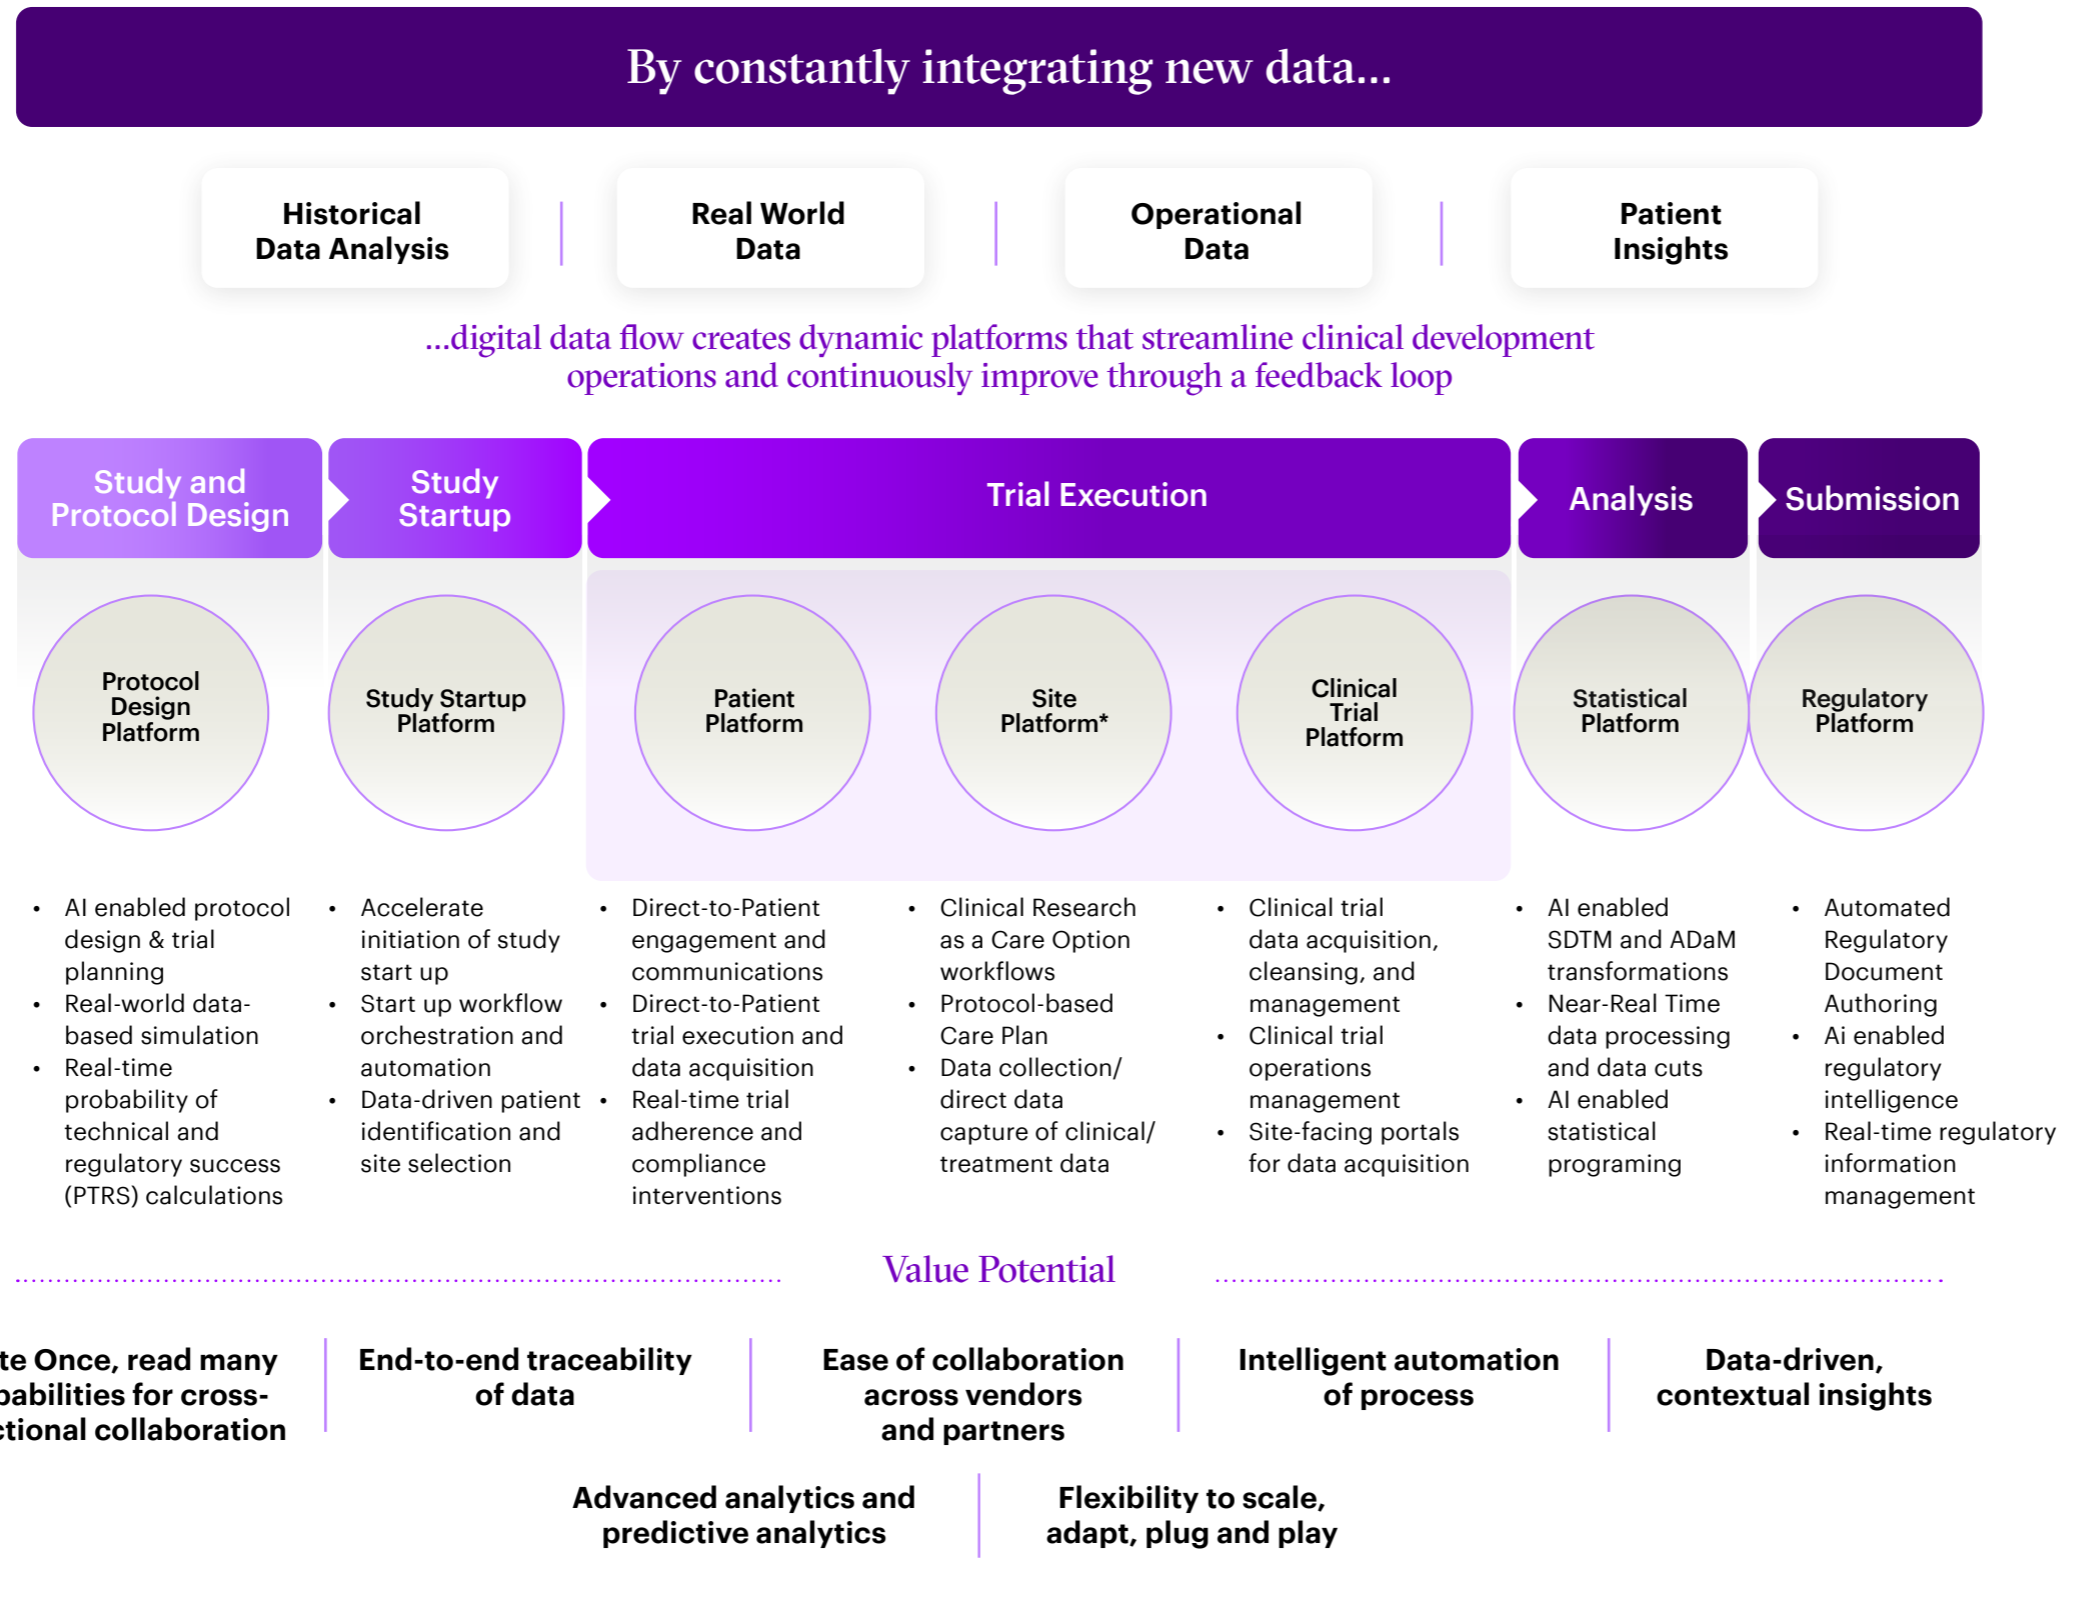 By constantly integrating new data...
Historical
Data Analysis
Real World
Data
Operational
Data
Patient
Insights
...digital data flow creates dynamic platforms that streamline clinical development
operations and continuously improve through a feedback loop
Study and
Protocol Design
Study
Startup
Trial Execution
Analysis
Submission
Protocol
Design
Platform
Study Startup
Platform
Patient
Platform
Site
Platform*
Clinical
Trial
Platform
Statistical
Platform
Regulatory
Platform
• AI enabled protocol
design & trial
planning
• Real-world data-
based simulation
• Real-time
probability of
technical and
regulatory success
(PTRS) calculations
• Accelerate
initiation of study
start up
• Start up workflow
orchestration and
automation
• Data-driven patient
identification and
site selection
• Direct-to-Patient
engagement and
communications
• Direct-to-Patient
trial execution and
data acquisition
• Real-time trial
adherence and
compliance
interventions
• Clinical Research
as a Care Option
workflows
• Protocol-based
Care Plan
• Data collection/
direct data
capture of clinical/
treatment data
• Clinical trial
data acquisition,
cleansing, and
management
• Clinical trial
operations
management
• Site-facing portals
for data acquisition
• AI enabled
SDTM and ADaM
transformations
• Near-Real Time
data processing
and data cuts
• AI enabled
statistical
programing
• Automated
Regulatory
Document
Authoring
• Ai enabled
regulatory
intelligence
• Real-time regulatory
information
management
Value Potential
Once, read many
for cross-
collaboration
End-to-end traceability
of data
Ease of collaboration
across vendors
and partners
Intelligent automation
of process
Data-driven,
contextual insights
Advanced analytics and
predictive analytics
Flexibility to scale,
adapt, plug and play